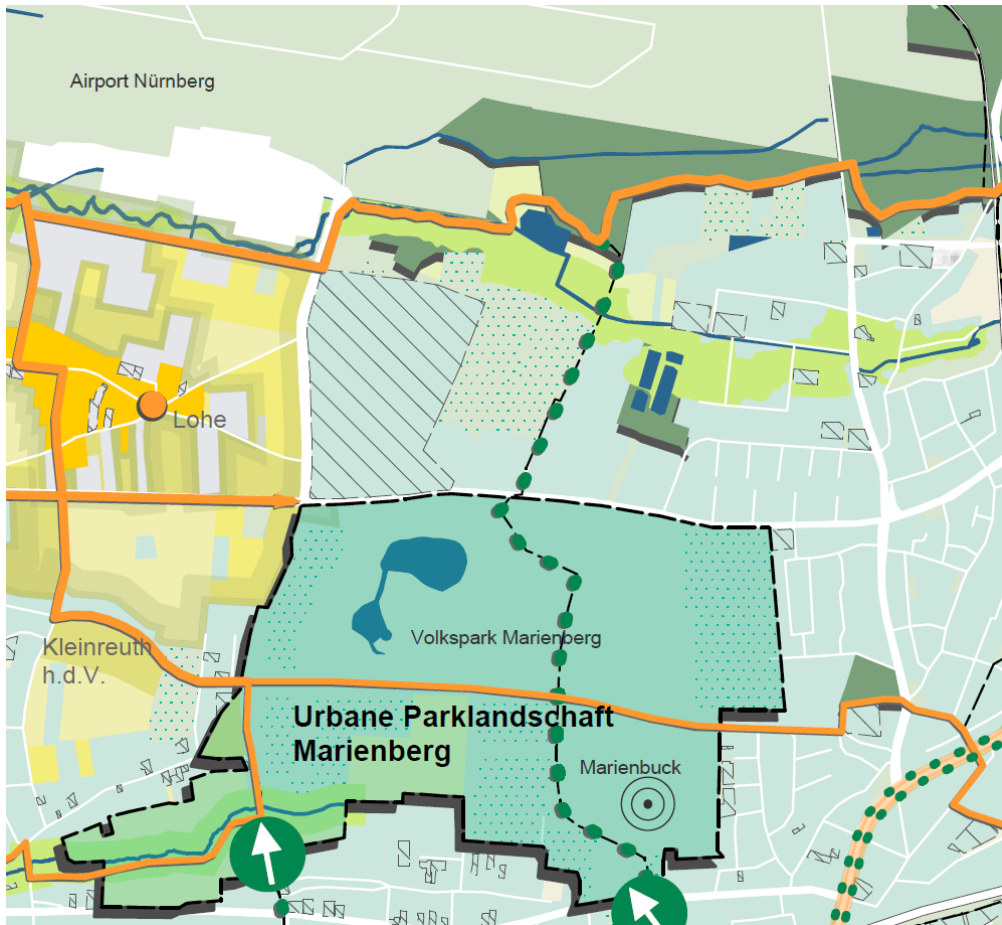 Airport Nürnberg
Lohe
Kleinreuth
h.d.V.
Volkspark Marienberg
Urbane Parklandschaft
Marienberg
Marienbuck